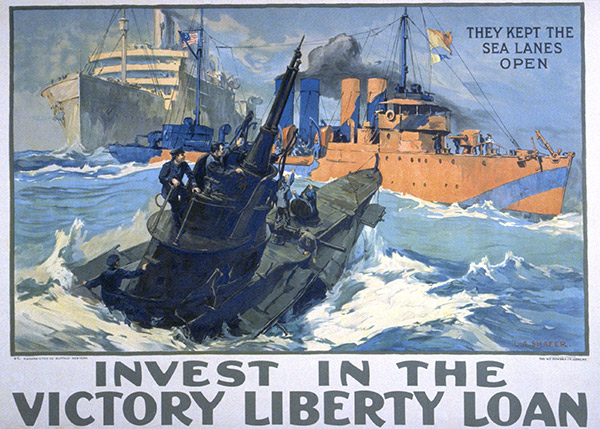 THEY KEPT THE
SEA LANES
OPEN
L.A. SHAFER
INVEST IN THE
VICTORY LIBERTY LOAN